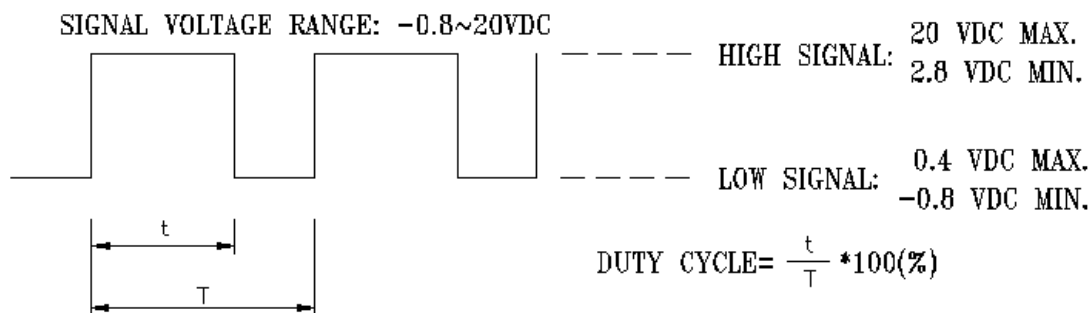 SIGNAL VOLTAGE RANGE: -0.8~20VDC
HIGH SIGNAL: 20 VDC MAX.
2.8 VDC MIN.
LOW SIGNAL: 0.4 VDC MAX.
-0.8 VDC MIN.
t
T
DUTY CYCLE= t/T *100(%)